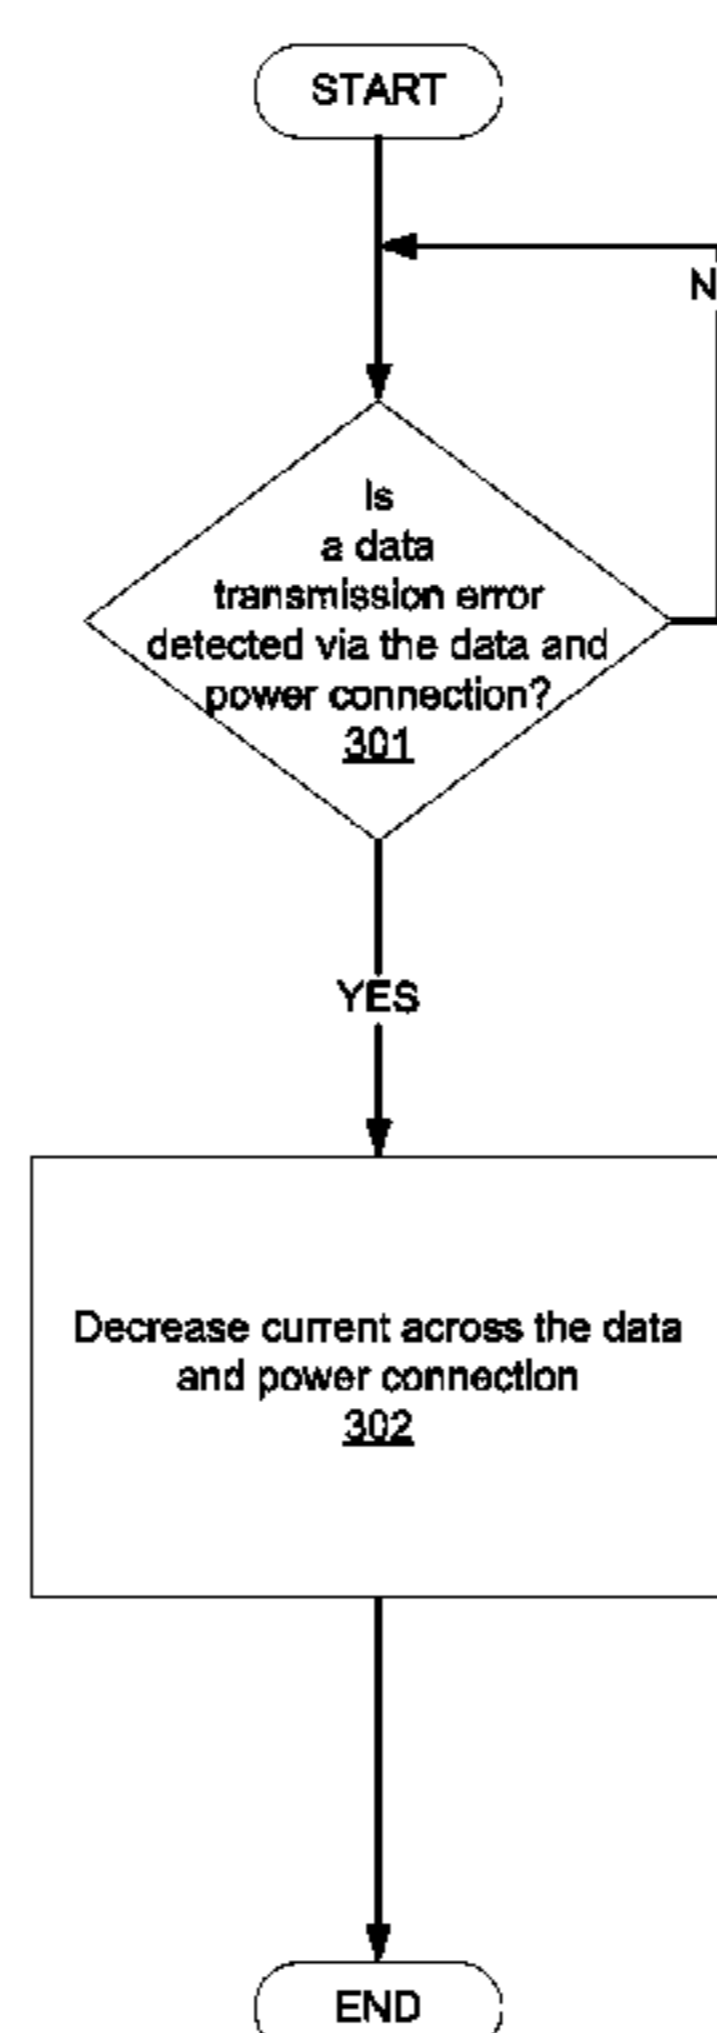 START
N
Is
a data
transmission error
detected via the data and
power connection?
301
YES
Decrease current across the data
and power connection
302
END